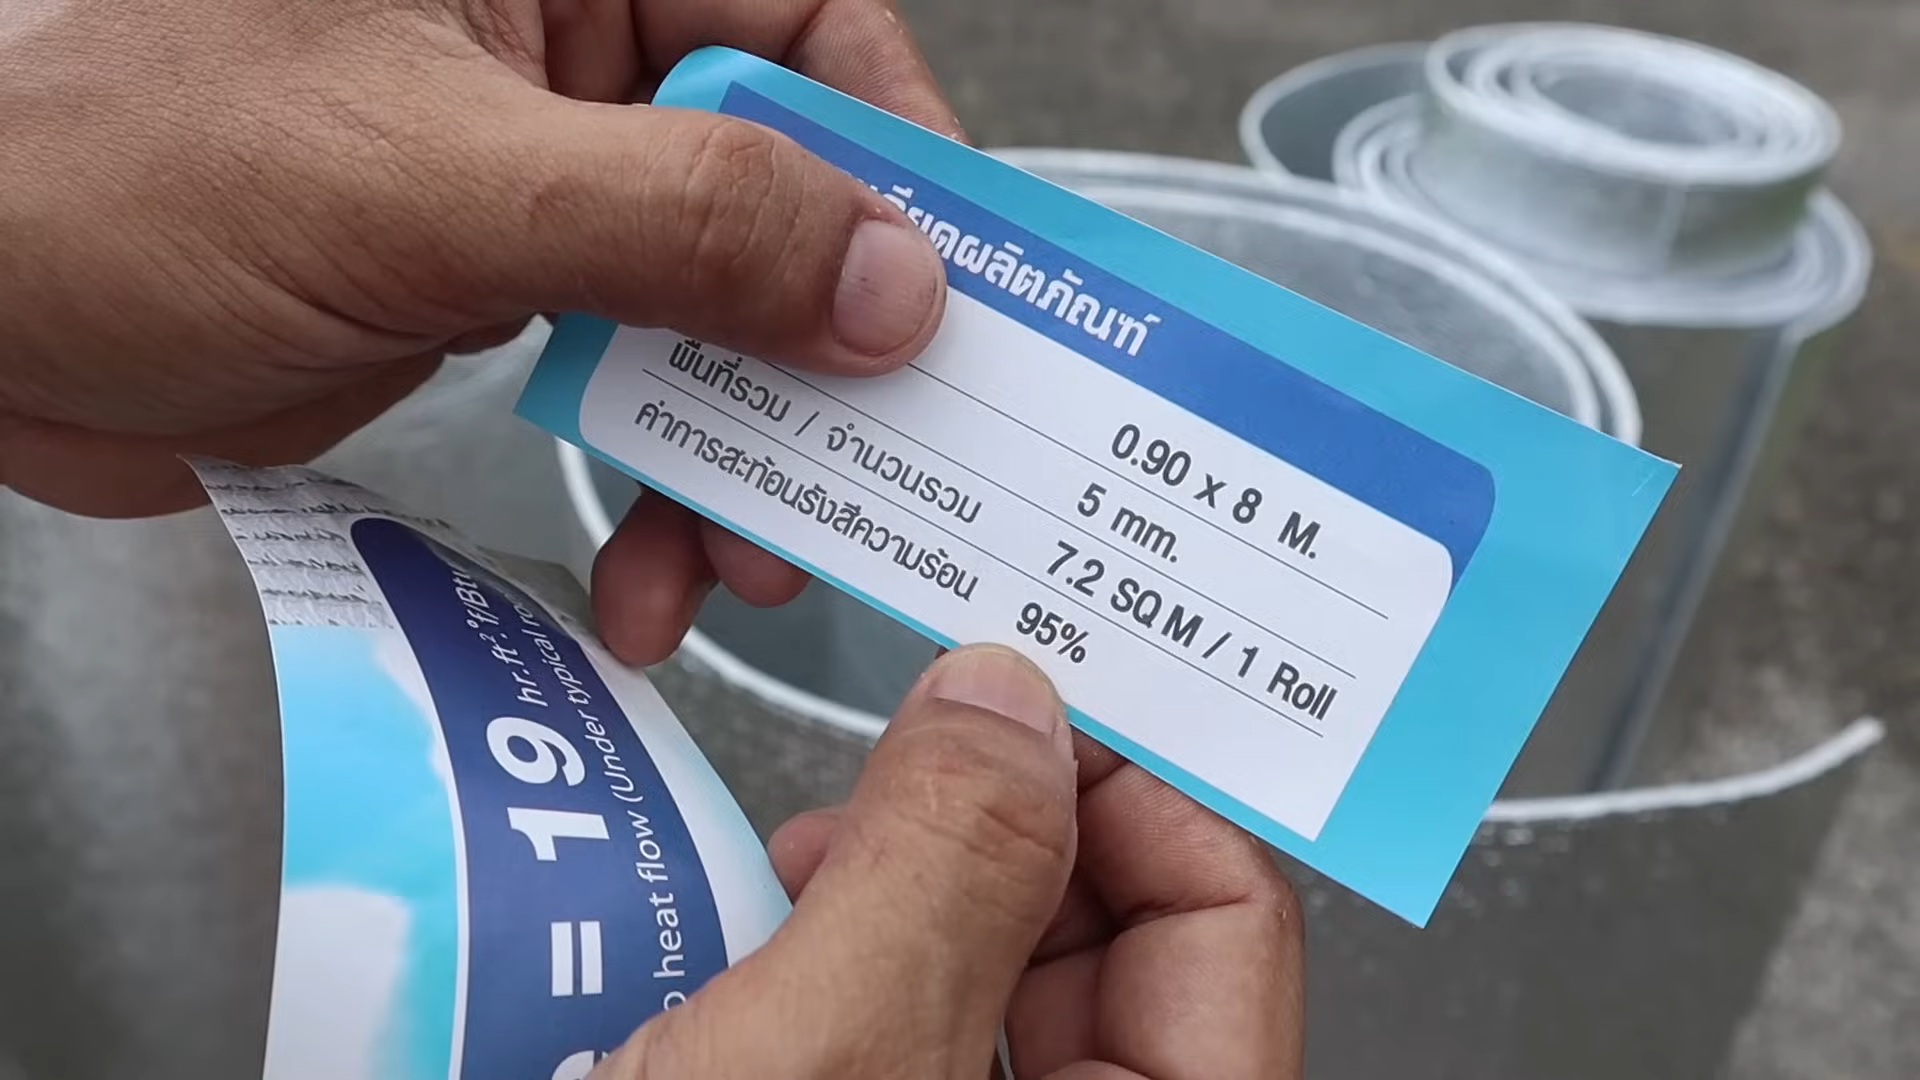 ผลิตภัณฑ์
0.90 x 8 M.
5 mm.
พื้นที่รวม / จำนวนรวม 7.2 SQ M / 1 Roll
ค่าการสะท้อนรังสีความร้อน 95%
= 19 hr.ft² °f/Btu
heat flow (Under typical